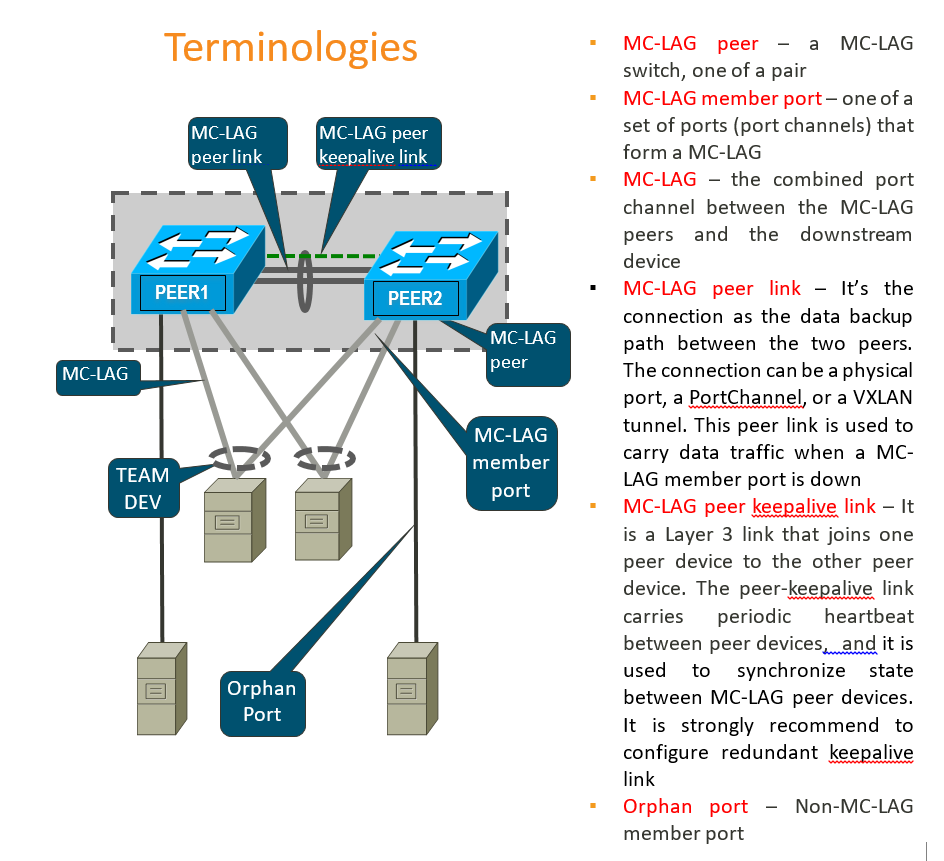 Terminologies
MC-LAG
peer link
MC-LAG peer
keepalive link
PEER1
PEER2
MC-LAG
peer
MC-LAG
MC-LAG
member
port
TEAM
DEV
Orphan
Port
▪ MC-LAG peer – a MC-LAG
switch, one of a pair
▪ MC-LAG member port – one of a
set of ports (port channels) that
form a MC-LAG
▪ MC-LAG – the combined port
channel between the MC-LAG
peers and the downstream
device
▪ MC-LAG peer link – It’s the
connection as the data backup
path between the two peers.
The connection can be a physical
port, a PortChannel, or a VXLAN
tunnel. This peer link is used to
carry data traffic when a MC-
LAG member port is down
▪ MC-LAG peer keepalive link – It
is a Layer 3 link that joins one
peer device to the other peer
device. The peer-keepalive link
carries periodic heartbeat
between peer devices, and it is
used to synchronize state
between MC-LAG peer devices.
It is strongly recommend to
configure redundant keepalive
link
▪ Orphan port – Non-MC-LAG
member port